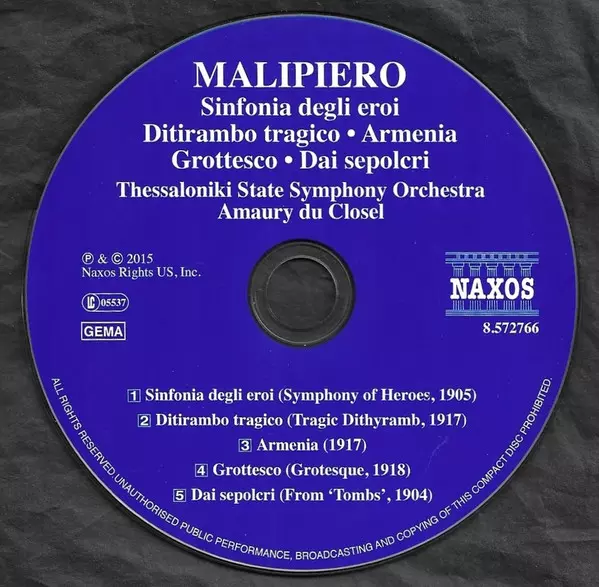 MALIPIERO
Sinfonia degli eroi
Ditirambo tragico • Armenia
Grottesco • Dai sepolcri
Thessaloniki State Symphony Orchestra
Amaury du Closel
℗ & © 2015
Naxos Rights US, Inc.
LC 05537
GEMA
NAXOS
8.572766
1 Sinfonia degli eroi (Symphony of Heroes, 1905)
2 Ditirambo tragico (Tragic Dithyramb, 1917)
3 Armenia (1917)
4 Grottesco (Grotesque, 1918)
5 Dai sepolcri (From ‘Tombs’, 1904)
ALL RIGHTS RESERVED. UNAUTHORISED PUBLIC PERFORMANCE, BROADCASTING AND COPYING OF THIS COMPACT DISC PROHIBITED.